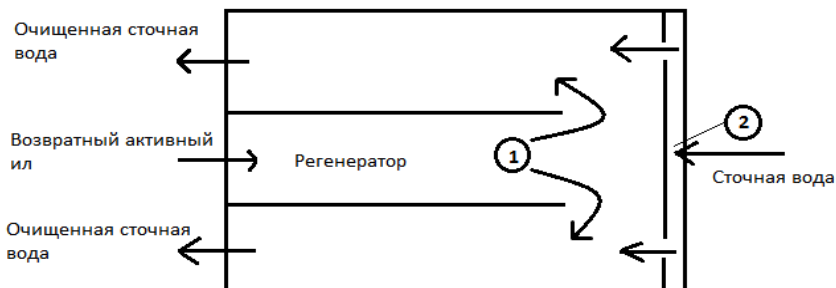 Очищенная сточная
вода
Возвратный активный
ил
Регенератор
1
2
Сточная вода
Очищенная сточная
вода